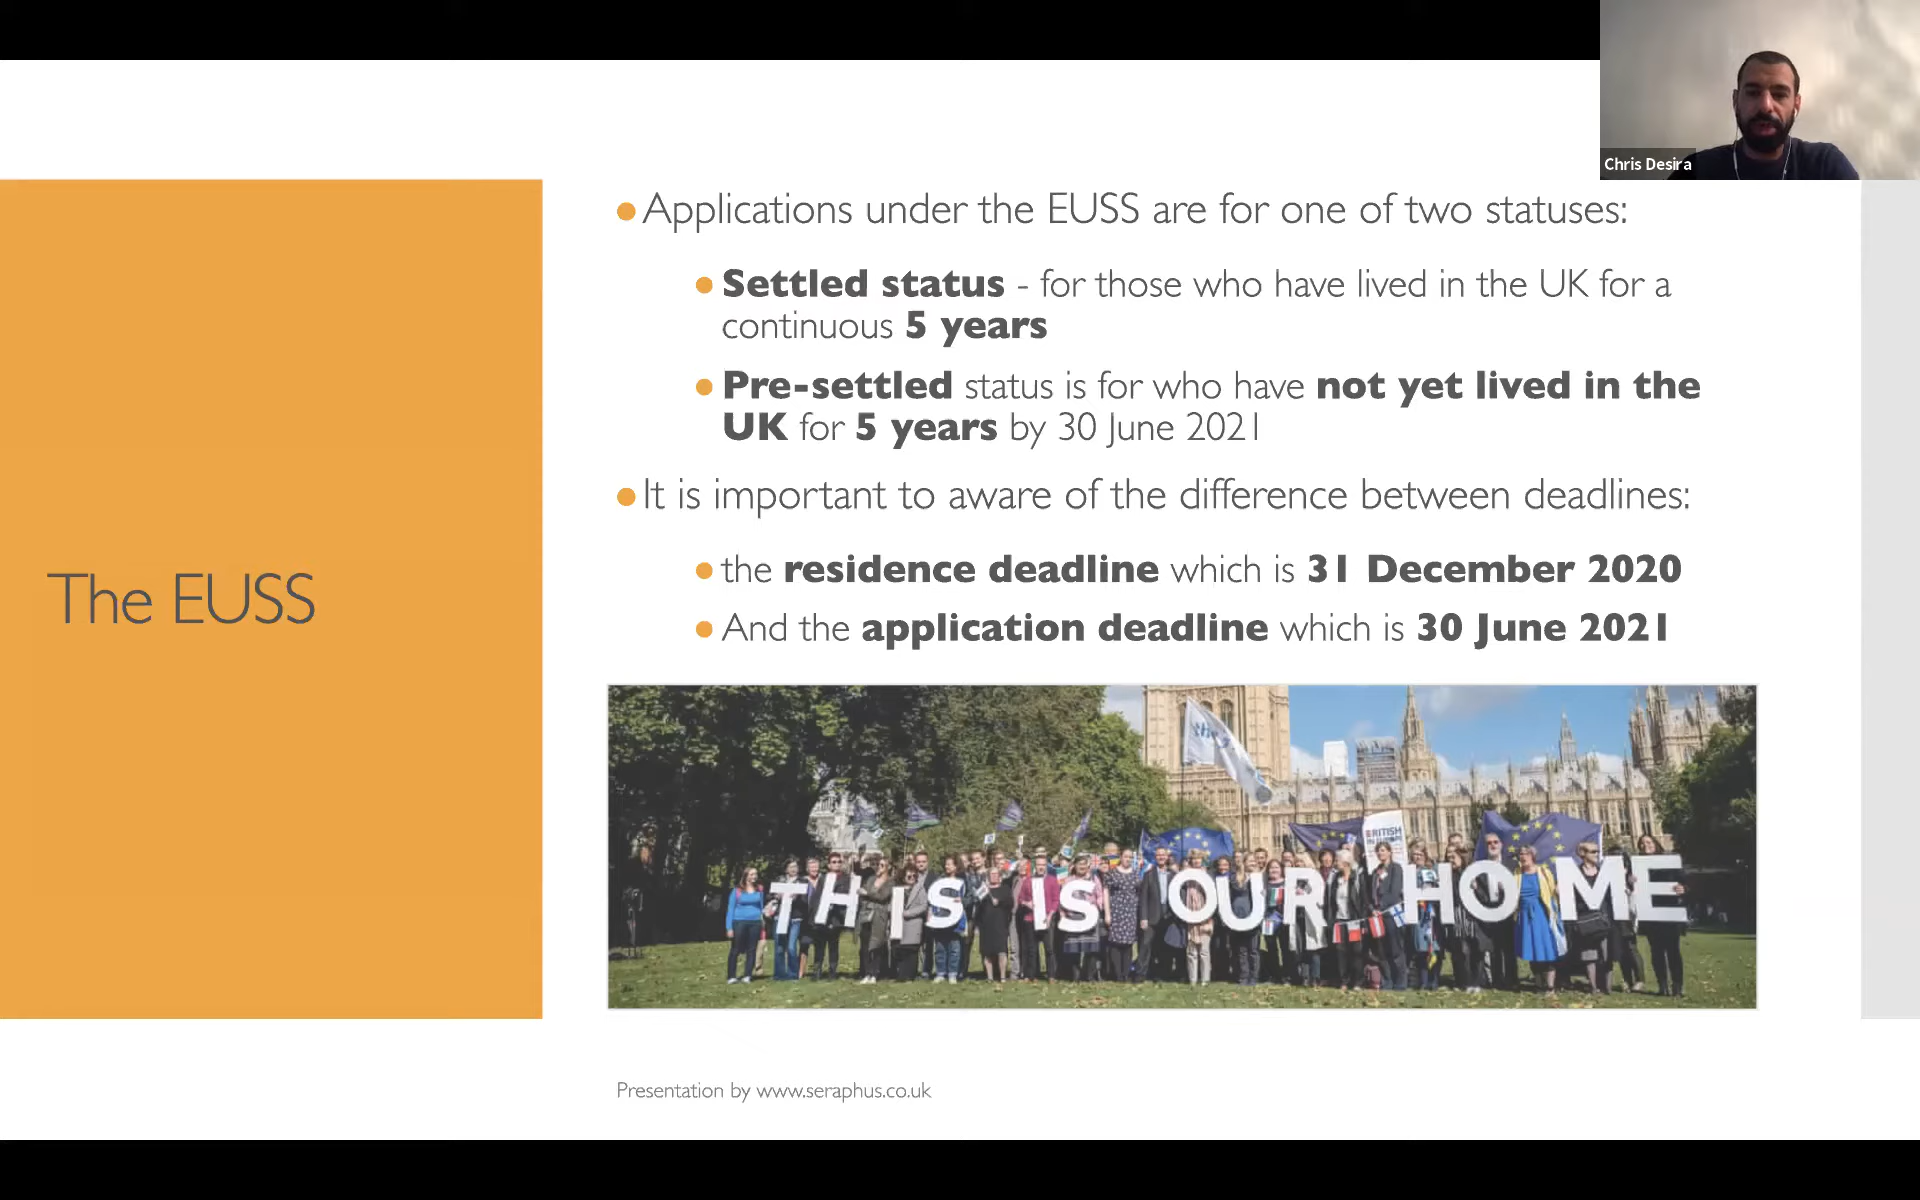 Chris Desira
Applications under the EUSS are for one of two statuses:
Settled status - for those who have lived in the UK for a
continuous 5 years
Pre-settled status is for who have not yet lived in the
UK for 5 years by 30 June 2021
It is important to aware of the difference between deadlines:
the residence deadline which is 31 December 2020
And the application deadline which is 30 June 2021
The EUSS
THIS IS OUR HOME
Presentation by www.seraphus.co.uk